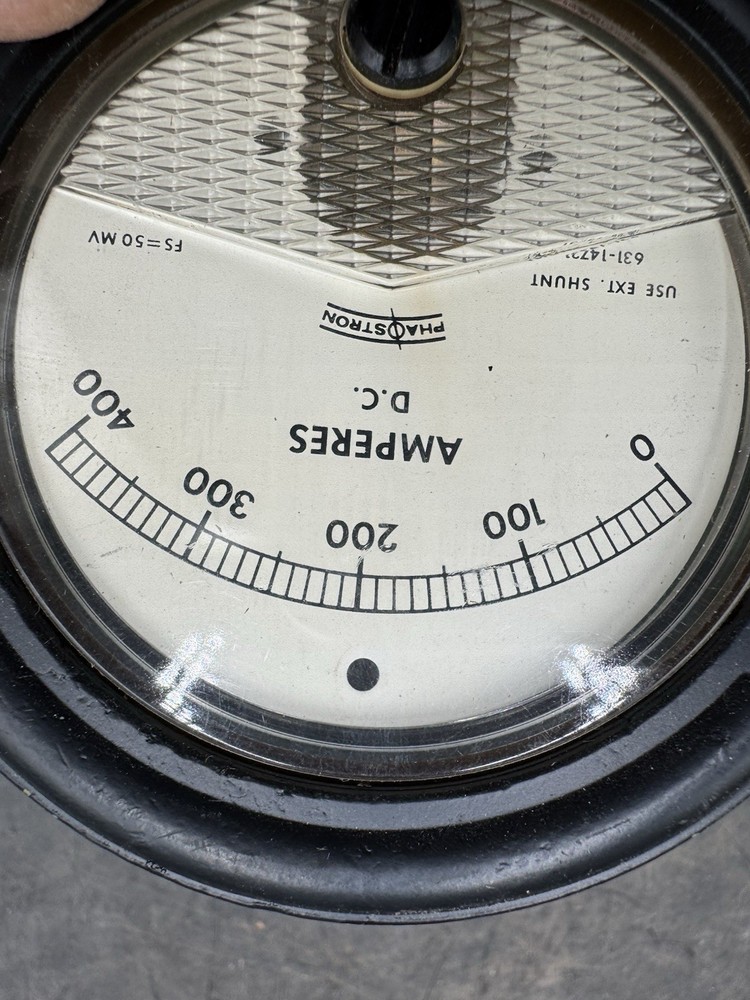 0 100 200 300 400
AMPERES
D.C.
PHAOSTRON
USE EXT. SHUNT
FS=50 MV